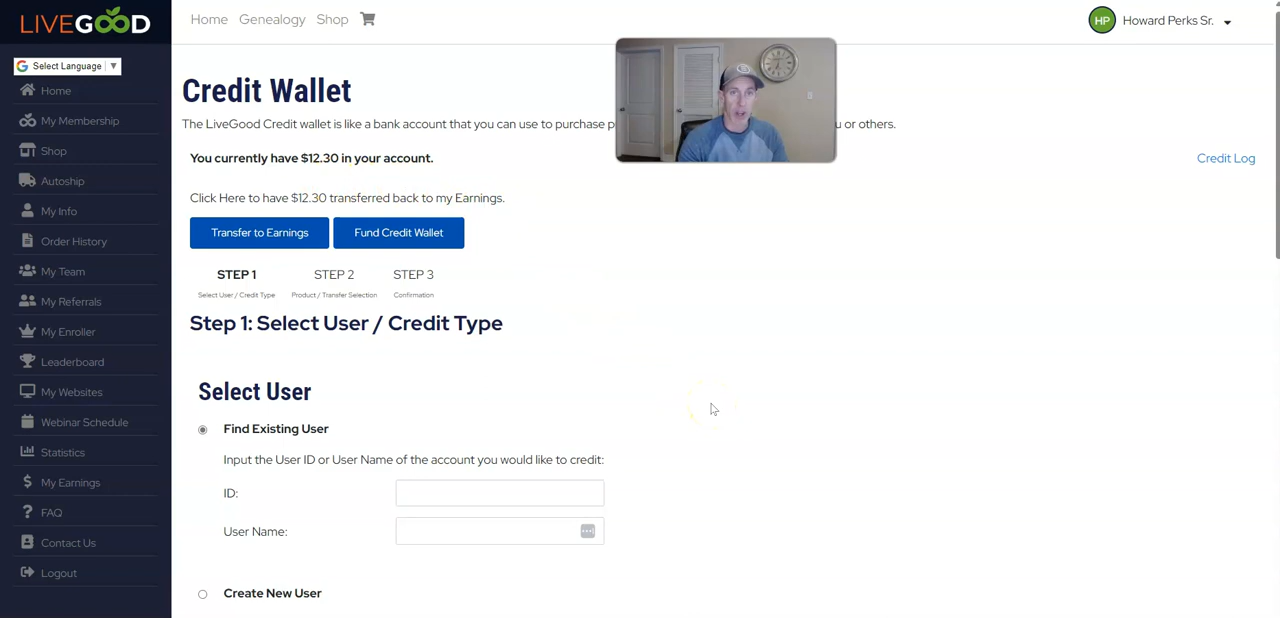 LIVEGOOD
Home Genealogy Shop
HP Howard Perks Sr.
Select Language
Home
My Membership
Shop
Autoship
My Info
Order History
My Team
My Referrals
My Enroller
Leaderboard
My Websites
Webinar Schedule
Statistics
My Earnings
FAQ
Contact Us
Logout
Credit Wallet
The LiveGood Credit wallet is like a bank account that you can use to purchase u or others.
You currently have $12.30 in your account.
Credit Log
Click Here to have $12.30 transferred back to my Earnings.
Transfer to Earnings Fund Credit Wallet
STEP 1 STEP 2 STEP 3
Select User / Credit Type Product / Transfer Selection Confirmation
Step 1: Select User / Credit Type
Select User
Find Existing User
Input the User ID or User Name of the account you would like to credit:
ID:
User Name:
Create New User